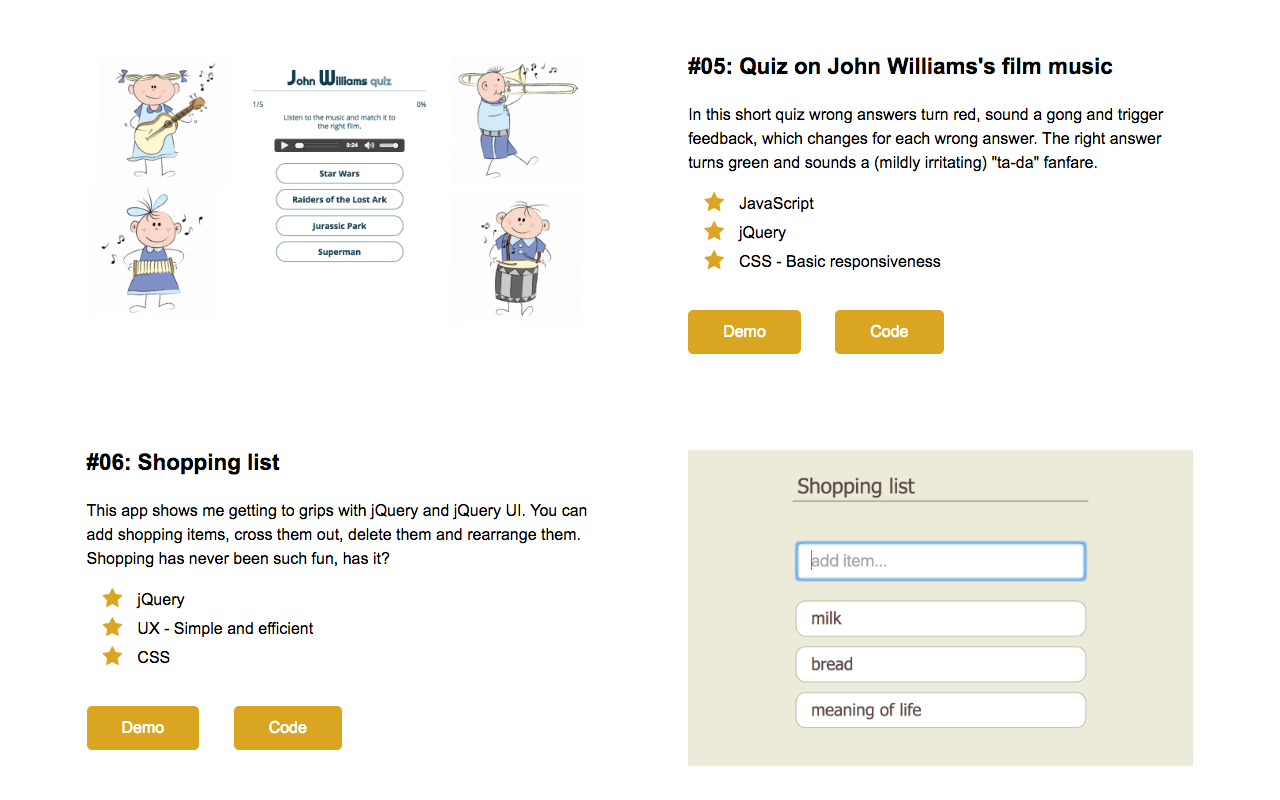 John Williams quiz
1/5
0%
Listen to the music and match it to
the right film.
0:24
Star Wars
Raiders of the Lost Ark
Jurassic Park
Superman
#05: Quiz on John Williams's film music
In this short quiz wrong answers turn red, sound a gong and trigger
feedback, which changes for each wrong answer. The right answer
turns green and sounds a (mildly irritating) "ta-da" fanfare.
JavaScript
jQuery
CSS - Basic responsiveness
Demo
Code
#06: Shopping list
This app shows me getting to grips with jQuery and jQuery UI. You can
add shopping items, cross them out, delete them and rearrange them.
Shopping has never been such fun, has it?
jQuery
UX - Simple and efficient
CSS
Demo
Code
Shopping list
add item...
milk
bread
meaning of life